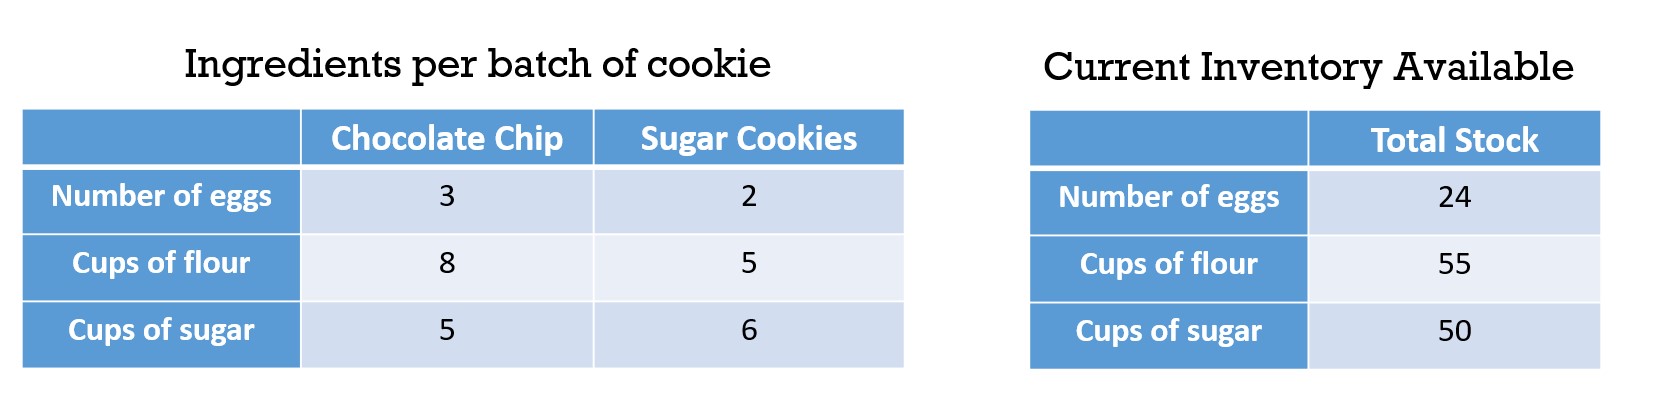 Ingredients per batch of cookie
Chocolate Chip Sugar Cookies
Number of eggs 3 2
Cups of flour 8 5
Cups of sugar 5 6
Current Inventory Available
Total Stock
Number of eggs 24
Cups of flour 55
Cups of sugar 50